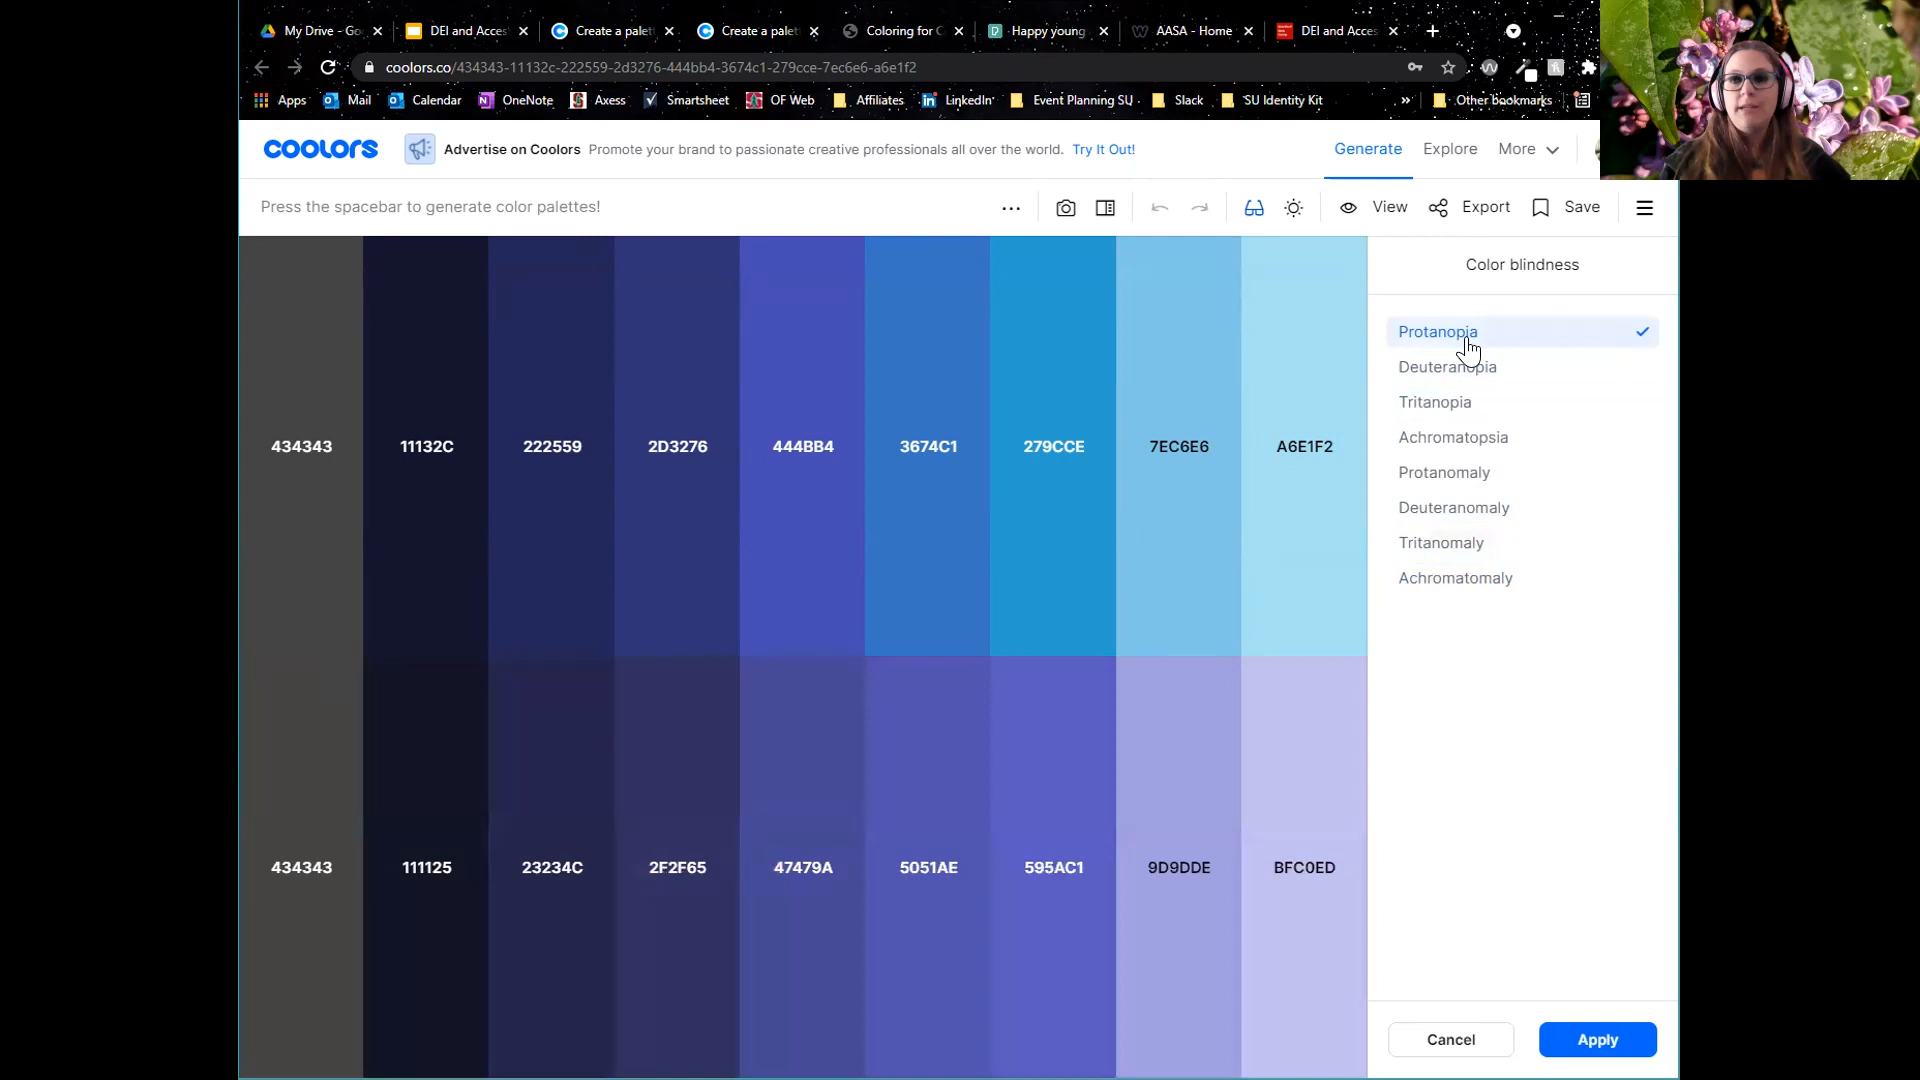 My Drive - Go
DEI and Acces
Create a palet
Create a palet
Coloring for C
Happy young
AASA - Home
DEI and Acces
coolors.co/434343-11132c-222559-2d3276-444bb4-3674c1-279cce-7ec6e6-a6e1f2
Apps
Mail
Calendar
OneNote
Axess
Smartsheet
OF Web
Affiliates
LinkedIn
Event Planning SU
Slack
SU Identity Kit
»
Other bookmarks
coolors
Advertise on Coolors Promote your brand to passionate creative professionals all over the world. Try It Out!
Generate
Explore
More
Press the spacebar to generate color palettes!
View
Export
Save
Color blindness
Protanopia
Deuteranopia
Tritanopia
Achromatopsia
Protanomaly
Deuteranomaly
Tritanomaly
Achromatomaly
434343
11132C
222559
2D3276
444BB4
3674C1
279CCE
7EC6E6
A6E1F2
434343
111125
23234C
2F2F65
47479A
5051AE
595AC1
9D9DDE
BFC0ED
Cancel
Apply